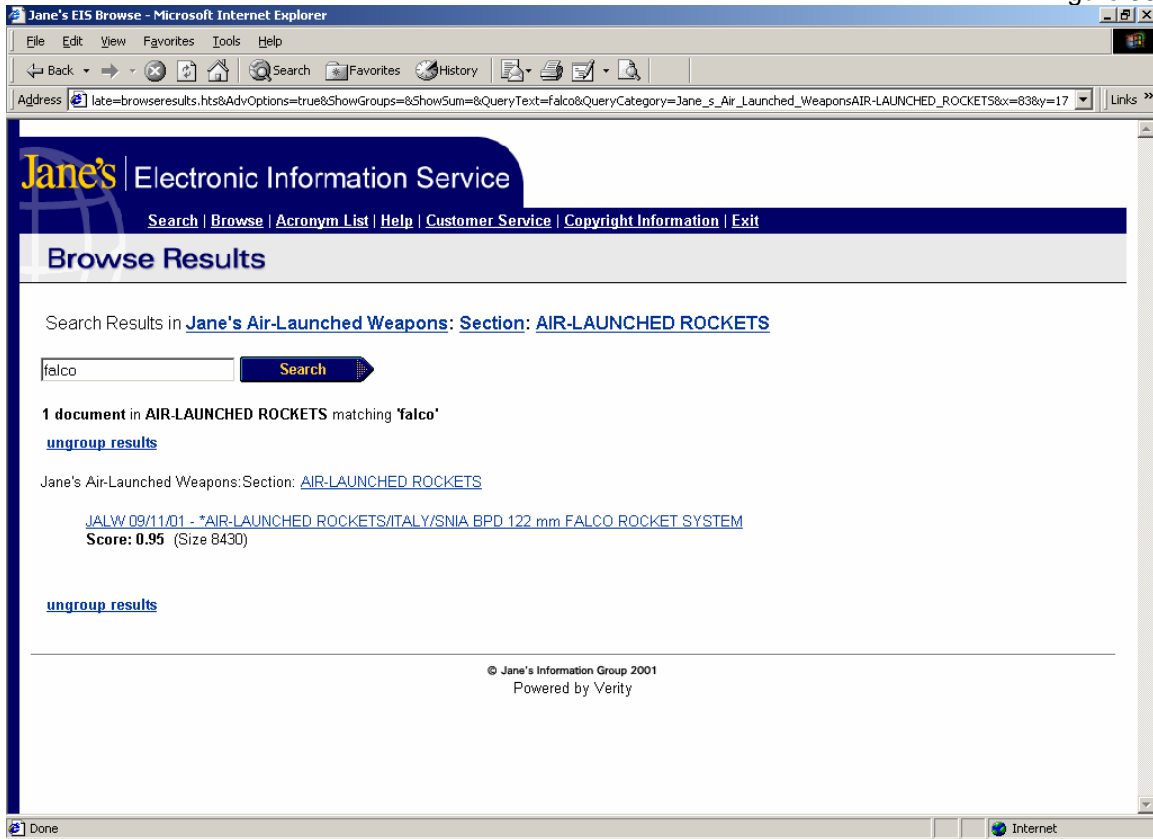 Jane's EIS Browse - Microsoft Internet Explorer
File Edit View Favorites Tools Help
Back Search Favorites History
Address late=browseresults.hts&AdvOptions=true&ShowGroups=&ShowSum=&QueryText=falco&QueryCategory=Jane_s_Air_Launched_WeaponsAIR-LAUNCHED_ROCKETS&x=83&y=17 Links »
Jane's | Electronic Information Service
Search | Browse | Acronym List | Help | Customer Service | Copyright Information | Exit
Browse Results
Search Results in Jane's Air-Launched Weapons: Section: AIR-LAUNCHED ROCKETS
falco Search
1 document in AIR-LAUNCHED ROCKETS matching 'falco'
ungroup results
Jane's Air-Launched Weapons:Section: AIR-LAUNCHED ROCKETS
JALW 09/11/01 - *AIR-LAUNCHED ROCKETS/ITALY/SNIA BPD 122 mm FALCO ROCKET SYSTEM
Score: 0.95 (Size 8430)
ungroup results
© Jane's Information Group 2001
Powered by Verity
Done Internet